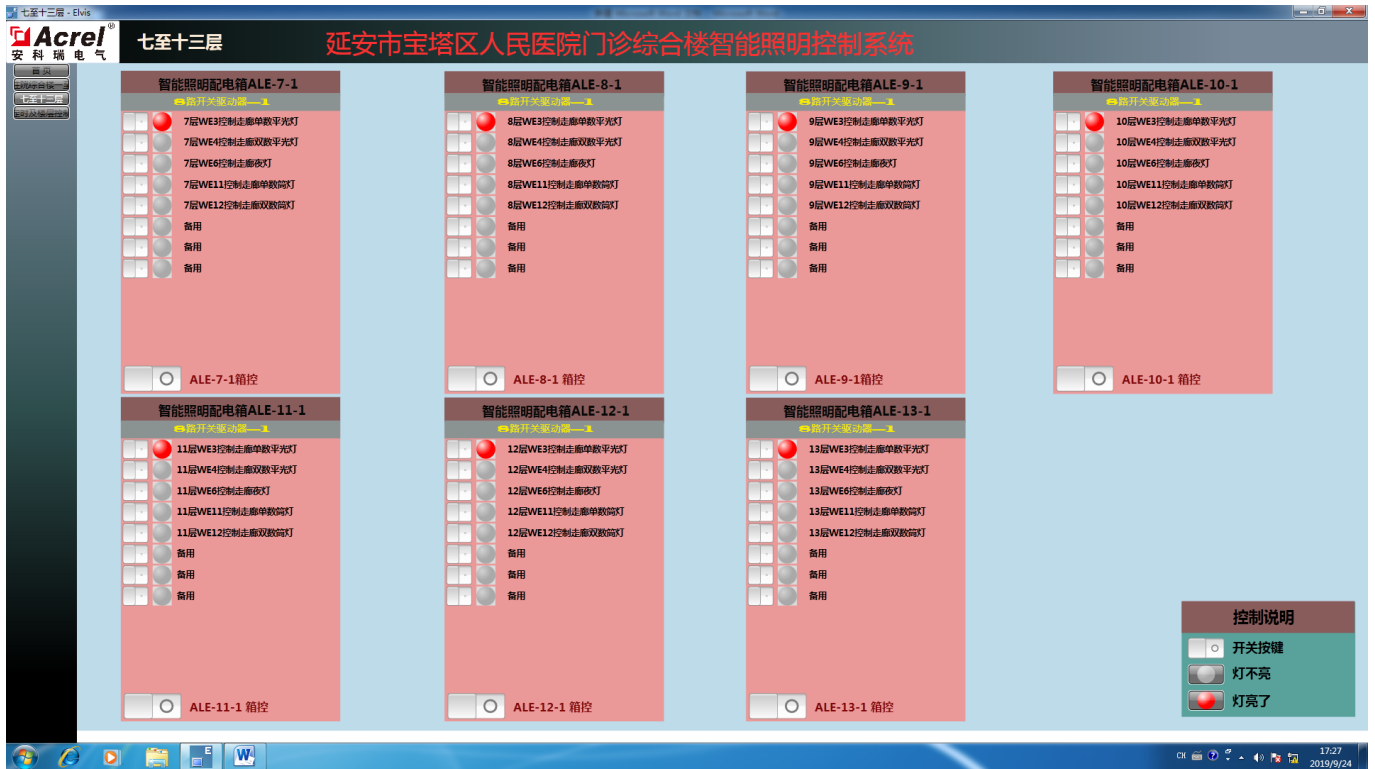 七至十三层 - Elvis
Acrel®
安科瑞电气
七至十三层
延安市宝塔区人民医院门诊综合楼智能照明控制系统
首页
七至十三层
智能照明配电箱ALE-7-1
8路开关驱动器—1
7层WE3控制走廊单数平光灯
7层WE4控制走廊双数平光灯
7层WE6控制走廊夜灯
7层WE11控制走廊单数筒灯
7层WE12控制走廊双数筒灯
备用
备用
备用
ALE-7-1箱控
智能照明配电箱ALE-8-1
8路开关驱动器—1
8层WE3控制走廊单数平光灯
8层WE4控制走廊双数平光灯
8层WE6控制走廊夜灯
8层WE11控制走廊单数筒灯
8层WE12控制走廊双数筒灯
备用
备用
备用
ALE-8-1 箱控
智能照明配电箱ALE-9-1
8路开关驱动器—1
9层WE3控制走廊单数平光灯
9层WE4控制走廊双数平光灯
9层WE6控制走廊夜灯
9层WE11控制走廊单数筒灯
9层WE12控制走廊双数筒灯
备用
备用
备用
ALE-9-1箱控
智能照明配电箱ALE-10-1
8路开关驱动器—1
10层WE3控制走廊单数平光灯
10层WE4控制走廊双数平光灯
10层WE6控制走廊夜灯
10层WE11控制走廊单数筒灯
10层WE12控制走廊双数筒灯
备用
备用
备用
ALE-10-1 箱控
智能照明配电箱ALE-11-1
8路开关驱动器—1
11层WE3控制走廊单数平光灯
11层WE4控制走廊双数平光灯
11层WE6控制走廊夜灯
11层WE11控制走廊单数筒灯
11层WE12控制走廊双数筒灯
备用
备用
备用
ALE-11-1 箱控
智能照明配电箱ALE-12-1
8路开关驱动器—1
12层WE3控制走廊单数平光灯
12层WE4控制走廊双数平光灯
12层WE6控制走廊夜灯
12层WE11控制走廊单数筒灯
12层WE12控制走廊双数筒灯
备用
备用
备用
ALE-12-1 箱控
智能照明配电箱ALE-13-1
8路开关驱动器—1
13层WE3控制走廊单数平光灯
13层WE4控制走廊双数平光灯
13层WE6控制走廊夜灯
13层WE11控制走廊单数筒灯
13层WE12控制走廊双数筒灯
备用
备用
备用
ALE-13-1 箱控
控制说明
开关按键
灯不亮
灯亮了
CH
17:27
2019/9/24